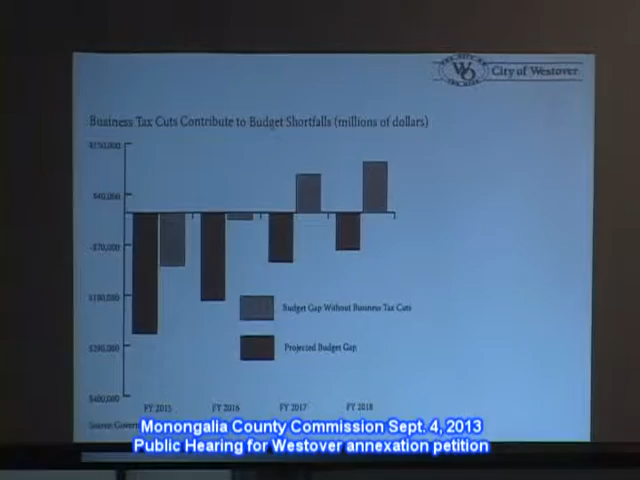 WO
City of Westover
Business Tax Cuts Contribute to Budget Shortfalls (millions of dollars)
$150,000
$40,000
-$70,000
$180,000
$290,000
$400,000
Budget Gap Without Business Tax Cuts
Projected Budget Gap
FY 2015 FY 2016 FY 2017 FY 2018
Source:
Monongalia County Commission Sept. 4, 2013
Public Hearing for Westover annexation petition